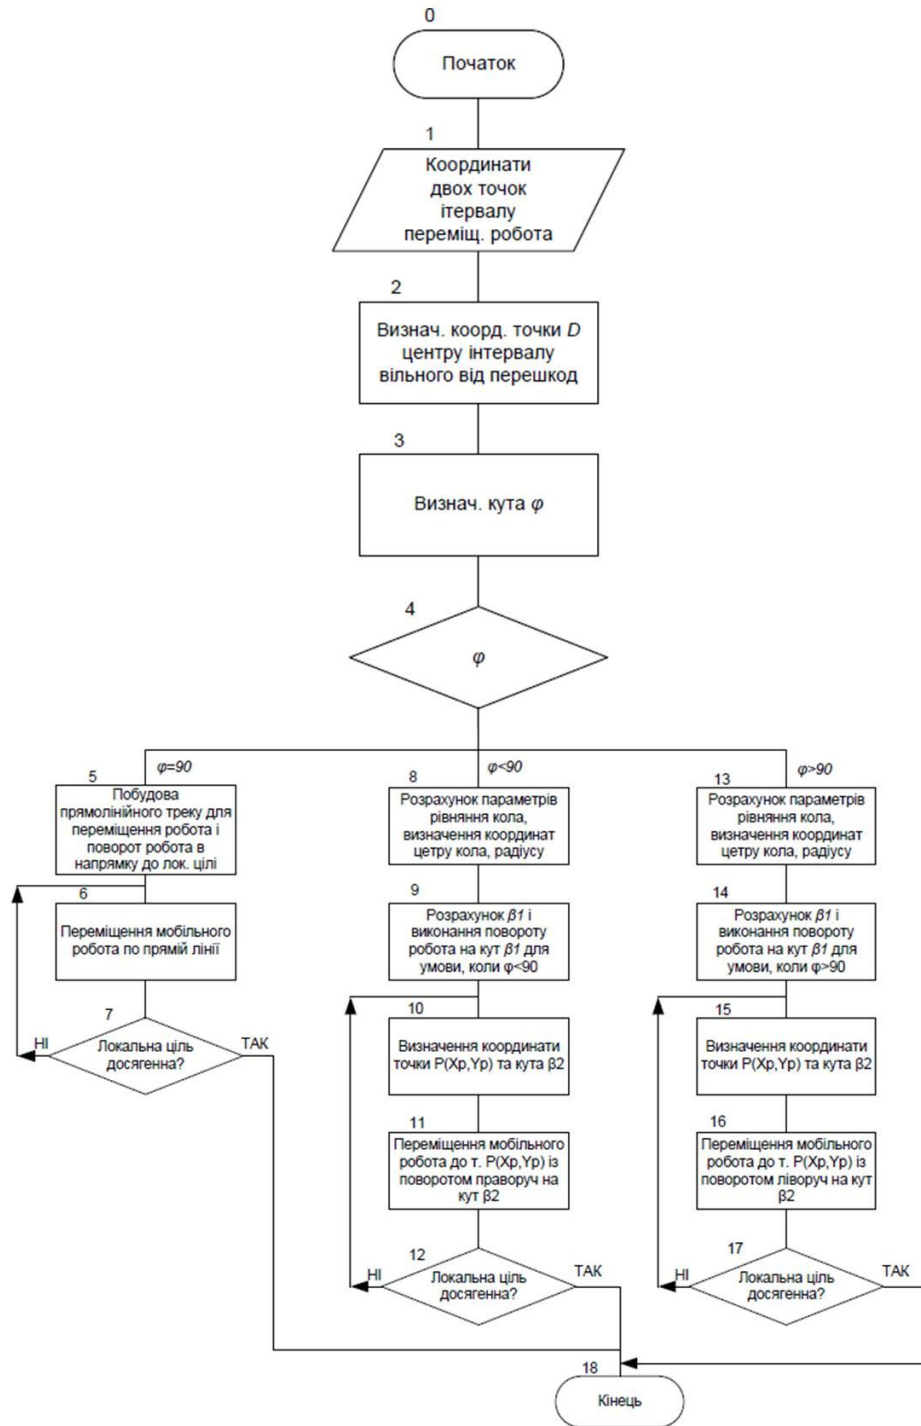 0
Початок
1
Координати
двох точок
ітервалу
переміщ. робота
2
Визнач. коорд. точки D
центру інтервалу
вільного від перешкод
3
Визнач. кута φ
4
φ
φ=90
φ<90
φ>90
5
Побудова
прямолінійного треку для
переміщення робота і
поворот робота в
напрямку до лок. цілі
6
Переміщення мобільного
робота по прямій лінії
7
НІ
Локальна ціль
досягенна?
ТАК
8
Розрахунок параметрів
рівняння кола,
визначення координат
цетру кола, радіусу
9
Розрахунок β1 і
виконання повороту
робота на кут β1 для
умови, коли φ<90
10
Визначення координати
точки P(Xp,Yp) та кута β2
11
Переміщення мобільного
робота до т. P(Xp,Yp) із
поворотом праворуч на
кут β2
12
НІ
Локальна ціль
досягенна?
ТАК
13
Розрахунок параметрів
рівняння кола,
визначення координат
цетру кола, радіусу
14
Розрахунок β1 і
виконання повороту
робота на кут β1 для
умови, коли φ>90
15
Визначення координати
точки P(Xp,Yp) та кута β2
16
Переміщення мобільного
робота до т. P(Xp,Yp) із
поворотом ліворуч на кут
β2
17
НІ
Локальна ціль
досягенна?
ТАК
18
Кінець